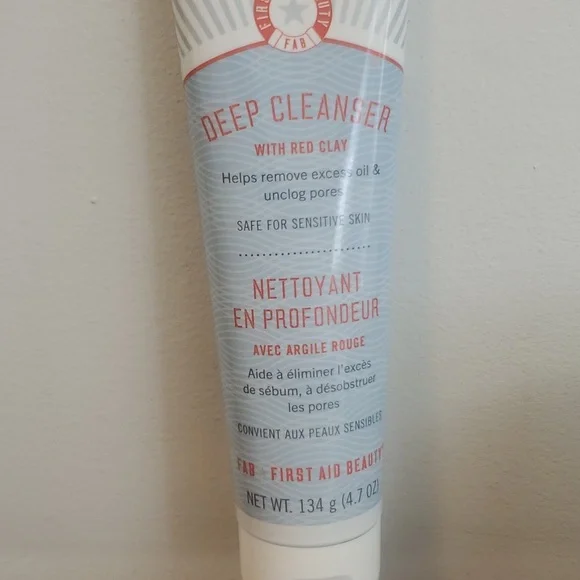 FAB
DEEP CLEANSER
WITH RED CLAY
Helps remove excess oil &
unclog pores
SAFE FOR SENSITIVE SKIN
NETTOYANT
EN PROFONDEUR
AVEC ARGILE ROUGE
Aide à éliminer l'excès
de sébum, à désobstruer
les pores
CONVIENT AUX PEAUX SENSIBLES
FAB FIRST AID BEAUTY
NET WT. 134 g (4.7 OZ)